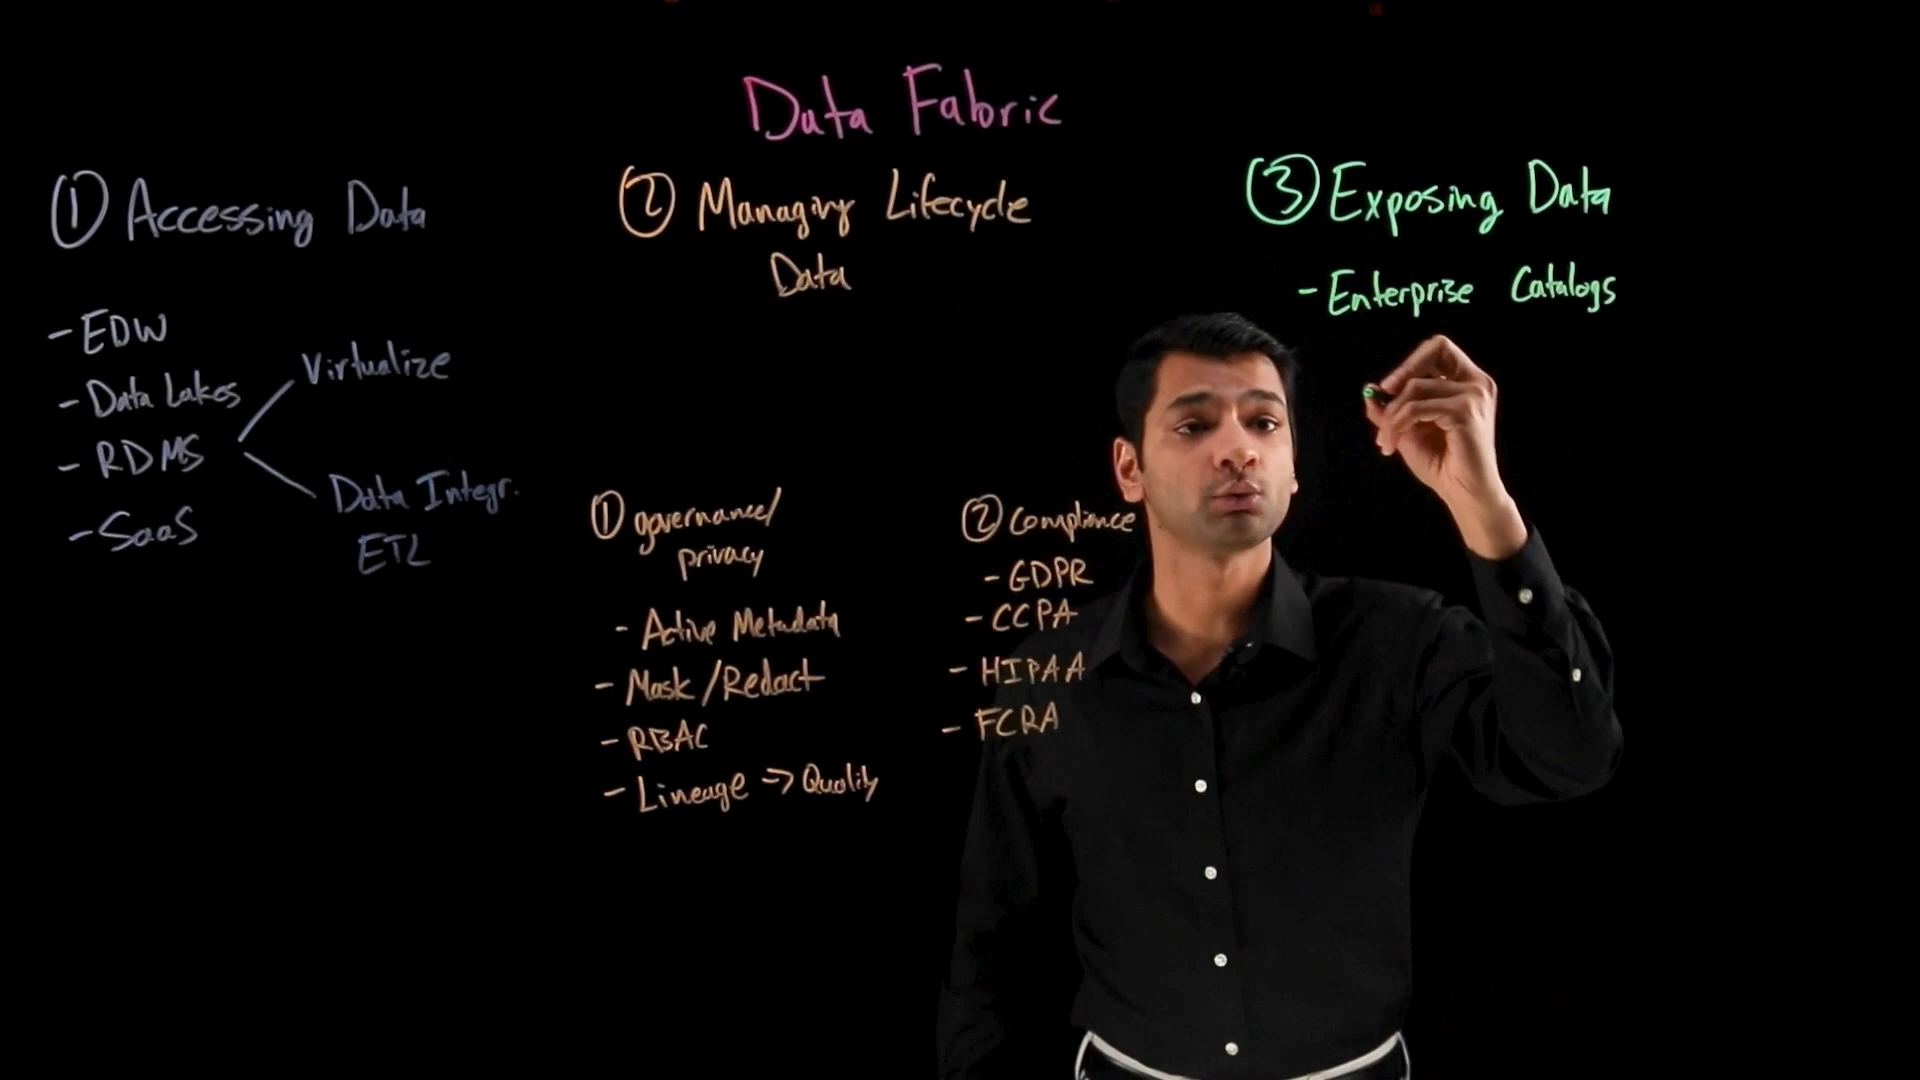 Data Fabric
① Accessing Data
- EDW
- Data Lakes
- RDMS
- SaaS
Virtualize
Data Integr.
ETL
② Managing Lifecycle
Data
① governance/
privacy
- Active Metadata
- Mask/Redact
- RBAC
- Lineage -> Quality
② Compliance
- GDPR
- CCPA
- HIPAA
- FCRA
③ Exposing Data
- Enterprise Catalogs